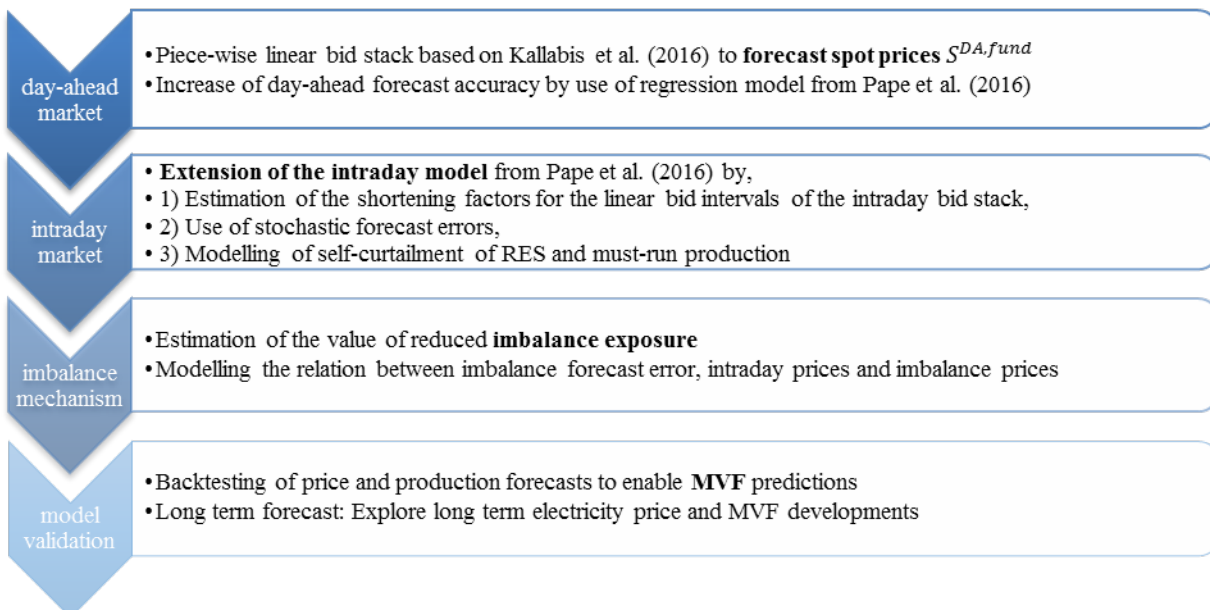 day-ahead
market
•Piece-wise linear bid stack based on Kallabis et al. (2016) to forecast spot prices S^{DA,fund}
•Increase of day-ahead forecast accuracy by use of regression model from Pape et al. (2016)
intraday
market
• Extension of the intraday model from Pape et al. (2016) by,
• 1) Estimation of the shortening factors for the linear bid intervals of the intraday bid stack,
• 2) Use of stochastic forecast errors,
• 3) Modelling of self-curtailment of RES and must-run production
imbalance
mechanism
•Estimation of the value of reduced imbalance exposure
•Modelling the relation between imbalance forecast error, intraday prices and imbalance prices
model
validation
•Backtesting of price and production forecasts to enable MVF predictions
•Long term forecast: Explore long term electricity price and MVF developments